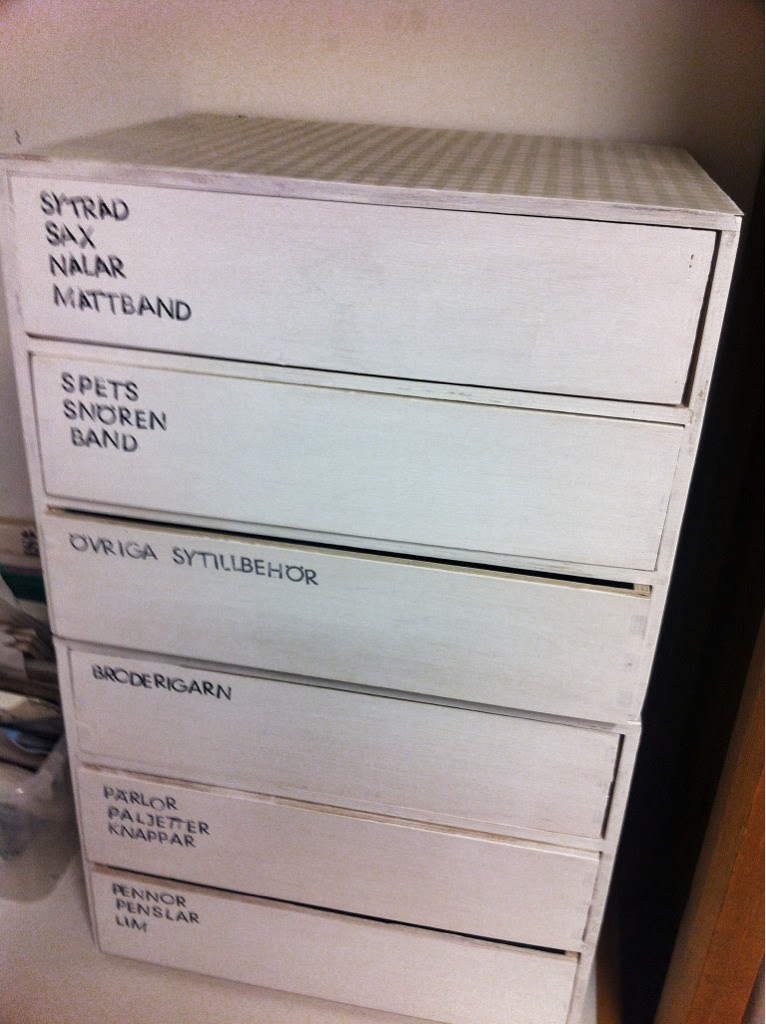 SYTRÅD
SAX
NÅLAR
MÅTTBAND
SPETS
SNÖREN
BAND
ÖVRIGA SYTILLBEHÖR
BRODERIGARN
PÄRLOR
PALJETTER
KNAPPAR
PENNOR
PENSLAR
LIM